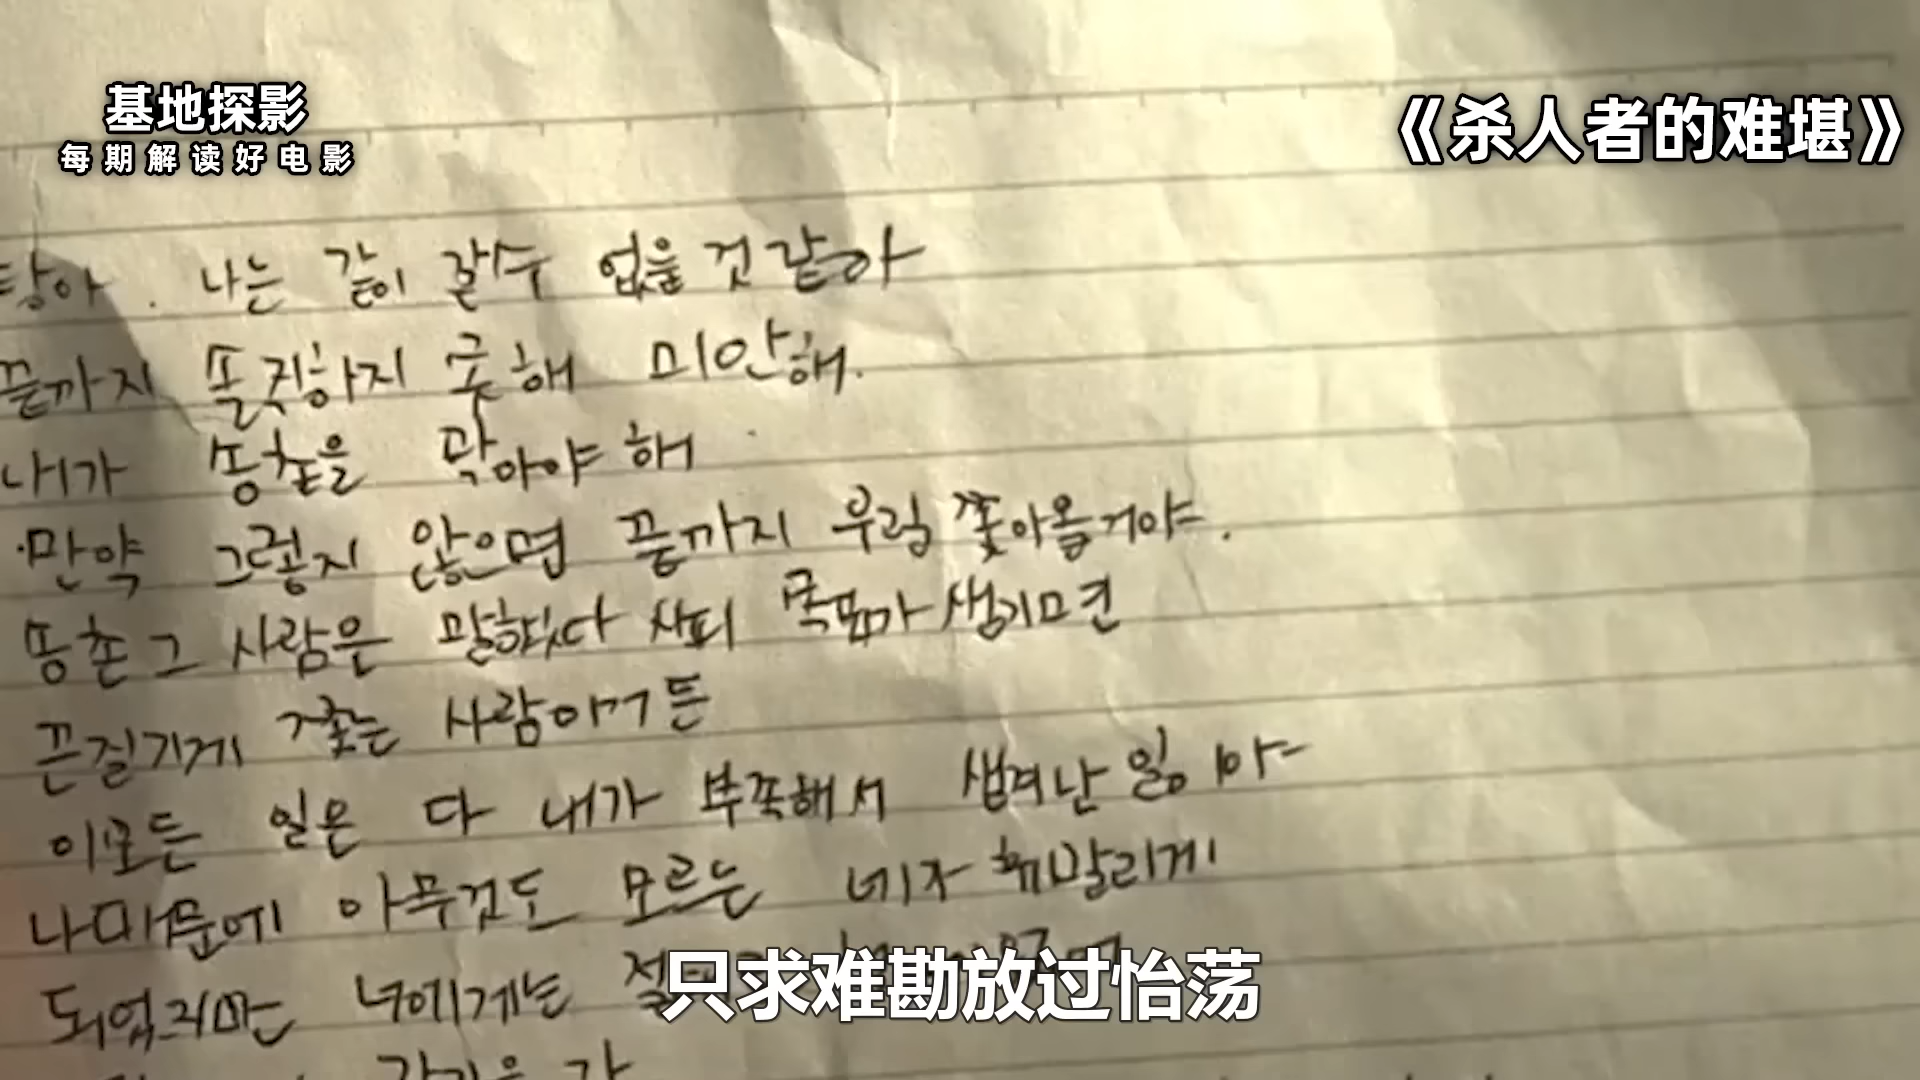 基地探影
每期解读好电影
《杀人者的难堪》
탕아. 나는 같이 갈수 없을 것 같아
끝까지 솔직하지 못해 미안해.
내가 송촌을 막아야 해
만약 그렇지 않으면 끝까지 우릴 쫓아올거야.
송촌 그 사람은 말했다 사피 목표가 생기면
끈질기게 쫓는 사람이거든
이모든 일은 다 내가 부족해서 생겨난 일이야
나때문에 아무것도 모르는 네가 휘말리게
되었지만 너에게는
只求难勘放过怡荡